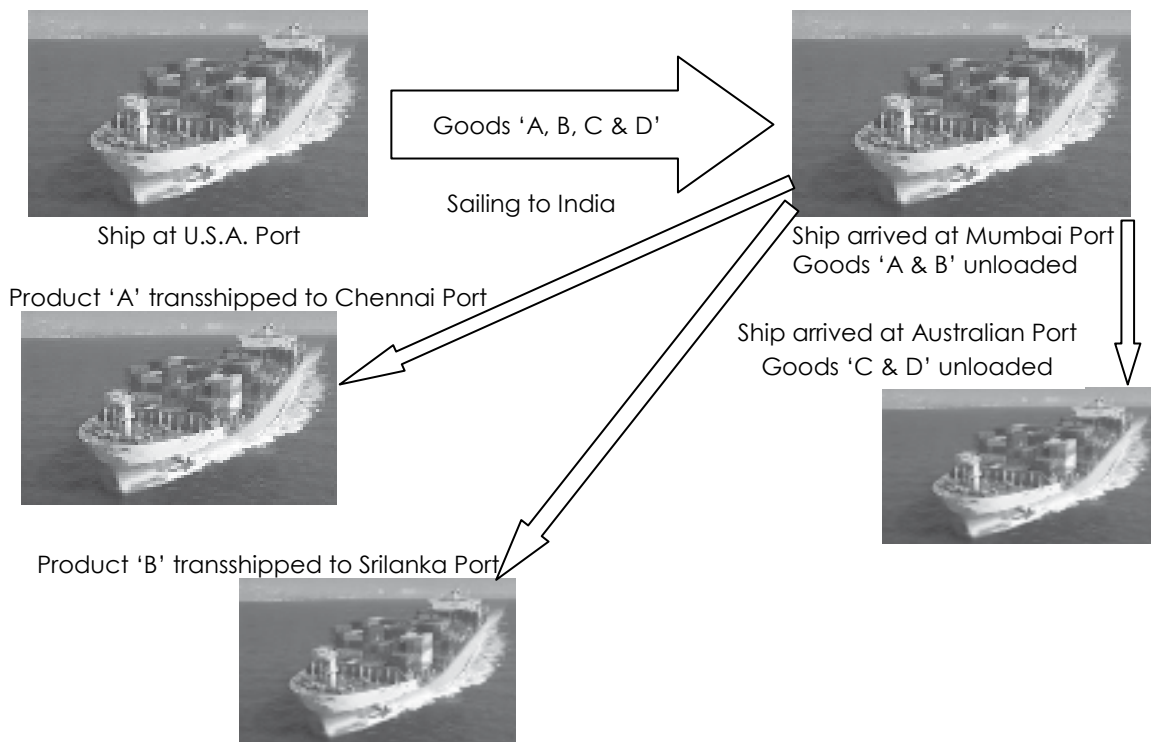 Goods ‘A, B, C & D’
Sailing to India
Ship at U.S.A. Port
Ship arrived at Mumbai Port
Goods ‘A & B’ unloaded
Product ‘A’ transshipped to Chennai Port
Ship arrived at Australian Port
Goods ‘C & D’ unloaded
Product ‘B’ transshipped to Srilanka Port